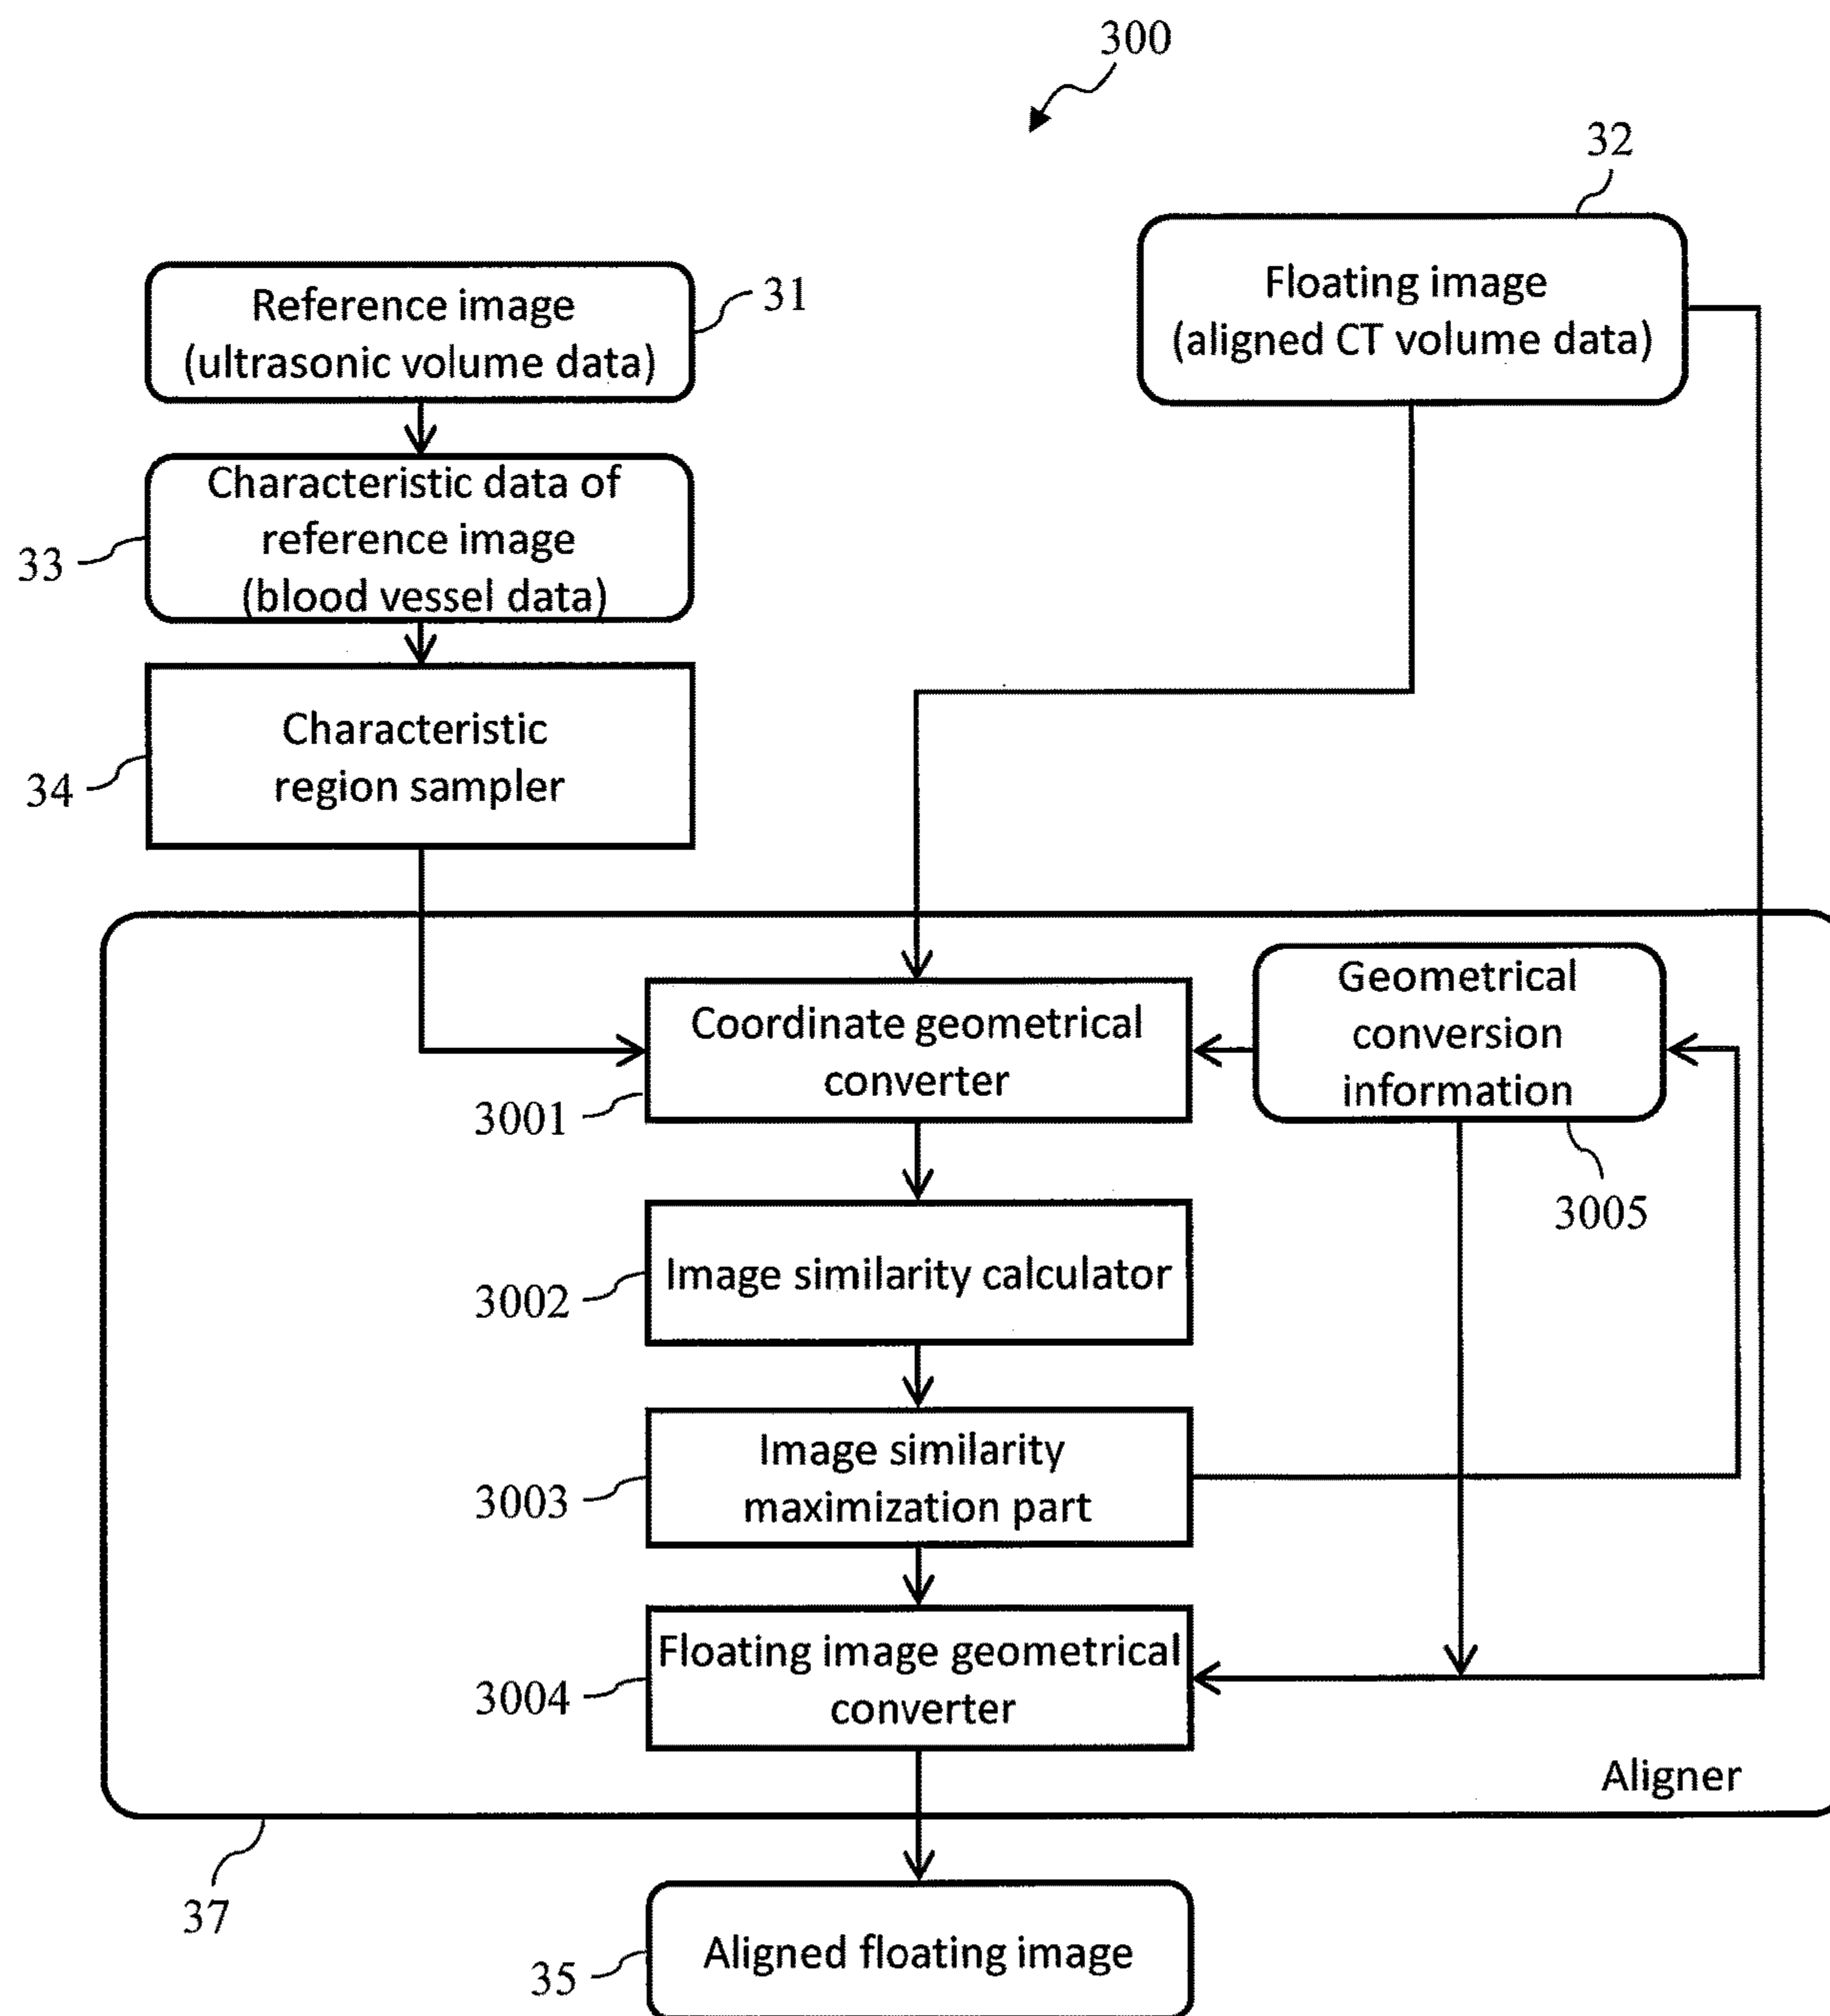 300
32
Reference image
(ultrasonic volume data)
31
Floating image
(aligned CT volume data)
Characteristic data of
reference image
(blood vessel data)
33
Characteristic
region sampler
34
Coordinate geometrical
converter
3001
Geometrical
conversion
information
3005
Image similarity calculator
3002
Image similarity
maximization part
3003
Floating image geometrical
converter
3004
Aligner
37
Aligned floating image
35